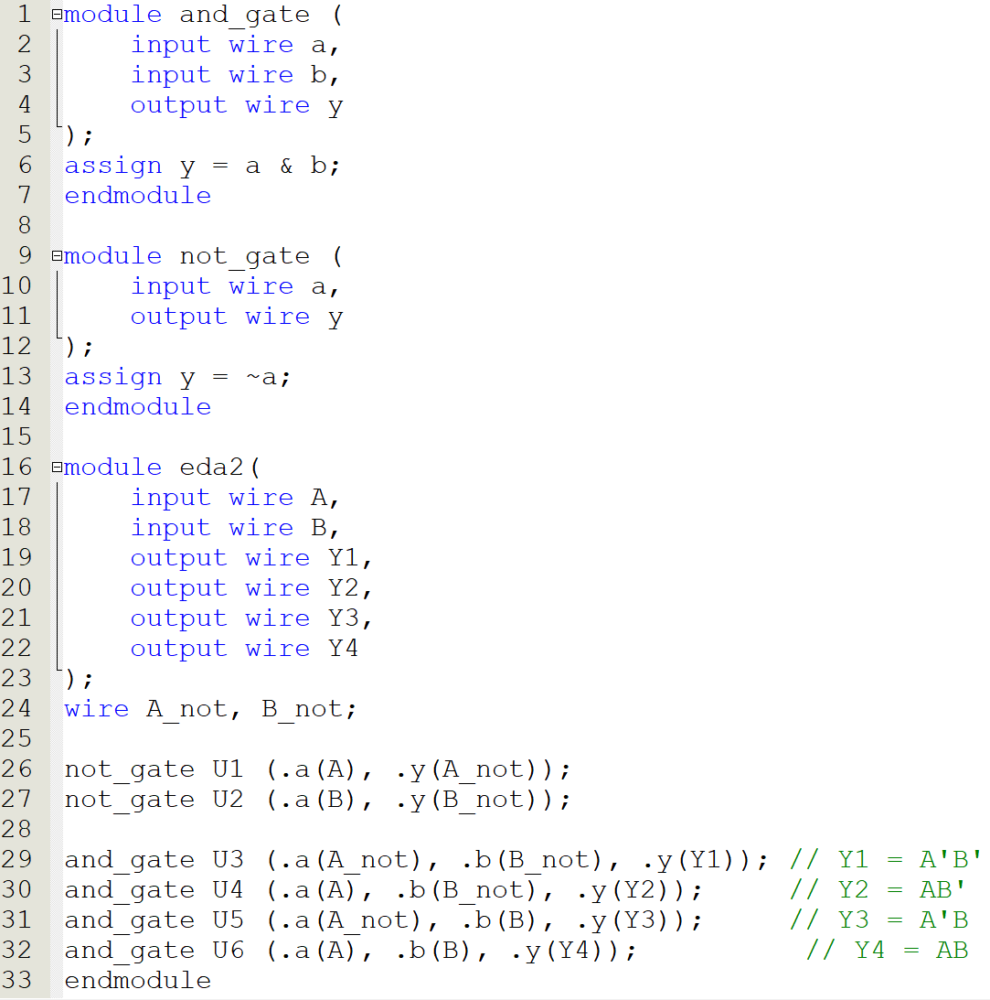 1 module and_gate (
2 input wire a,
3 input wire b,
4 output wire y
5 );
6 assign y = a & b;
7 endmodule
8
9 module not_gate (
10 input wire a,
11 output wire y
12 );
13 assign y = ~a;
14 endmodule
15
16 module eda2(
17 input wire A,
18 input wire B,
19 output wire Y1,
20 output wire Y2,
21 output wire Y3,
22 output wire Y4
23 );
24 wire A_not, B_not;
25
26 not_gate U1 (.a(A), .y(A_not));
27 not_gate U2 (.a(B), .y(B_not));
28
29 and_gate U3 (.a(A_not), .b(B_not), .y(Y1)); // Y1 = A'B'
30 and_gate U4 (.a(A), .b(B_not), .y(Y2)); // Y2 = AB'
31 and_gate U5 (.a(A_not), .b(B), .y(Y3)); // Y3 = A'B
32 and_gate U6 (.a(A), .b(B), .y(Y4)); // Y4 = AB
33 endmodule